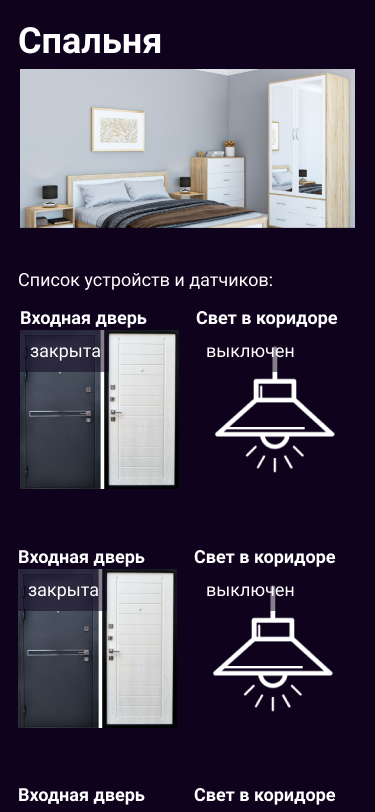 Спальня
Список устройств и датчиков:
Входная дверь Свет в коридоре
закрыта выключен
Входная дверь Свет в коридоре
закрыта выключен
Входная дверь Свет в коридоре